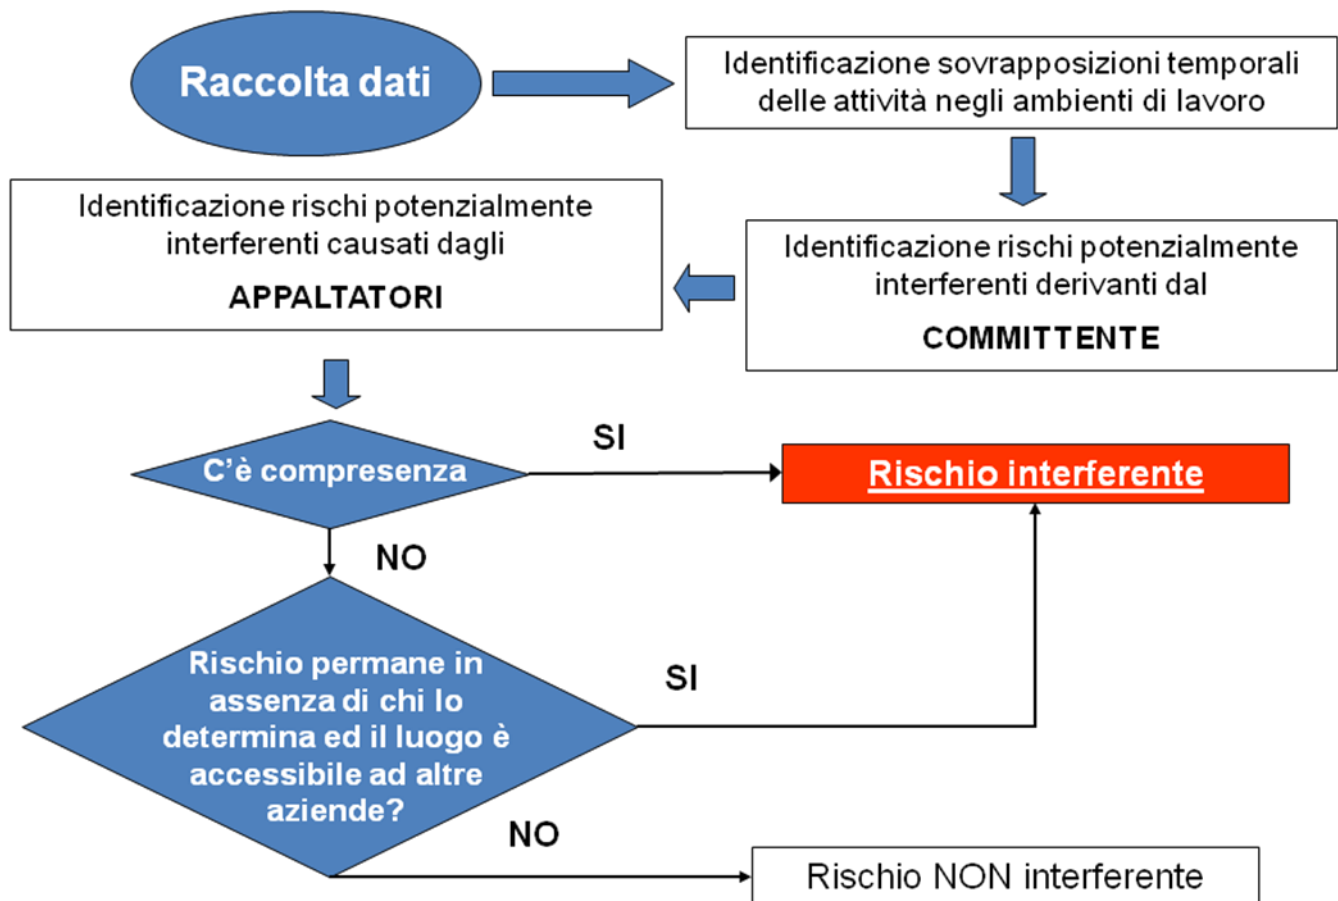 Raccolta dati
Identificazione sovrapposizioni temporali
delle attività negli ambienti di lavoro
Identificazione rischi potenzialmente
interferenti derivanti dal
COMMITTENTE
Identificazione rischi potenzialmente
interferenti causati dagli
APPALTATORI
C'è compresenza
SI
Rischio interferente
NO
Rischio permane in
assenza di chi lo
determina ed il luogo è
accessibile ad altre
aziende?
SI
NO
Rischio NON interferente